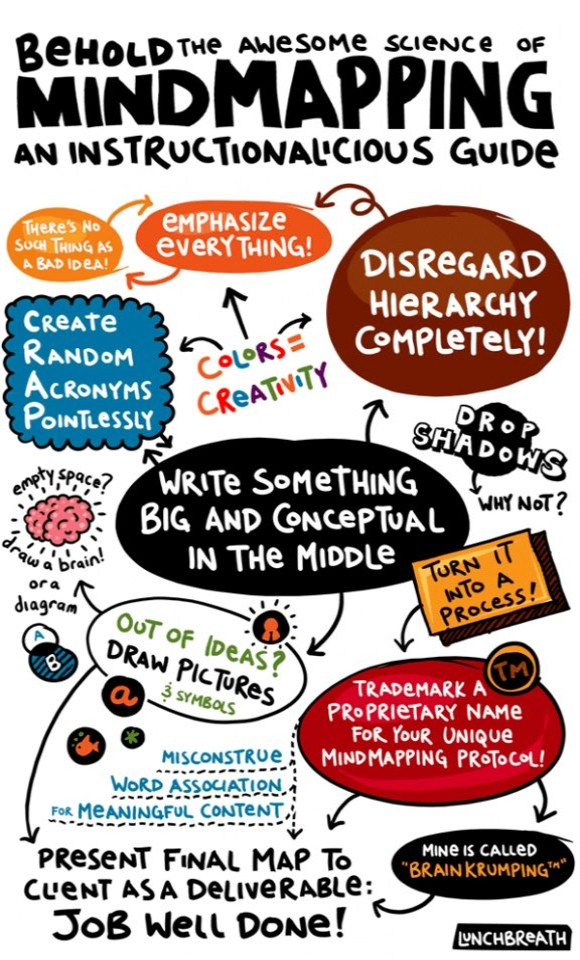 BEHOLD THE AWESOME SCIENCE OF
MINDMAPPING
AN INSTRUCTIONALICIOUS GUIDE
THERE'S NO
SUCH THING AS
A BAD IDEA!
EMPHASIZE
EVERYTHING!
DISREGARD
HIERARCHY
COMPLETELY!
CREATE
RANDOM
ACRONYMS
POINTLESSLY
COLORS =
CREATIVITY
DROP
SHADOWS
WHY NOT?
WRITE SOMETHING
BIG AND CONCEPTUAL
IN THE MIDDLE
empty space?
draw a brain!
or a
diagram
A
B
TURN IT
INTO A
PROCESS!
OUT OF IDEAS?
DRAW PICTURES
& SYMBOLS
a
*
TM
TRADEMARK A
PROPRIETARY NAME
FOR YOUR UNIQUE
MINDMAPPING PROTOCOL!
MISCONSTRUE
WORD ASSOCIATION
FOR MEANINGFUL CONTENT
MINE IS CALLED
"BRAIN KRUMPING™"
PRESENT FINAL MAP TO
CLIENT AS A DELIVERABLE:
JOB WELL DONE!
LUNCHBREATH